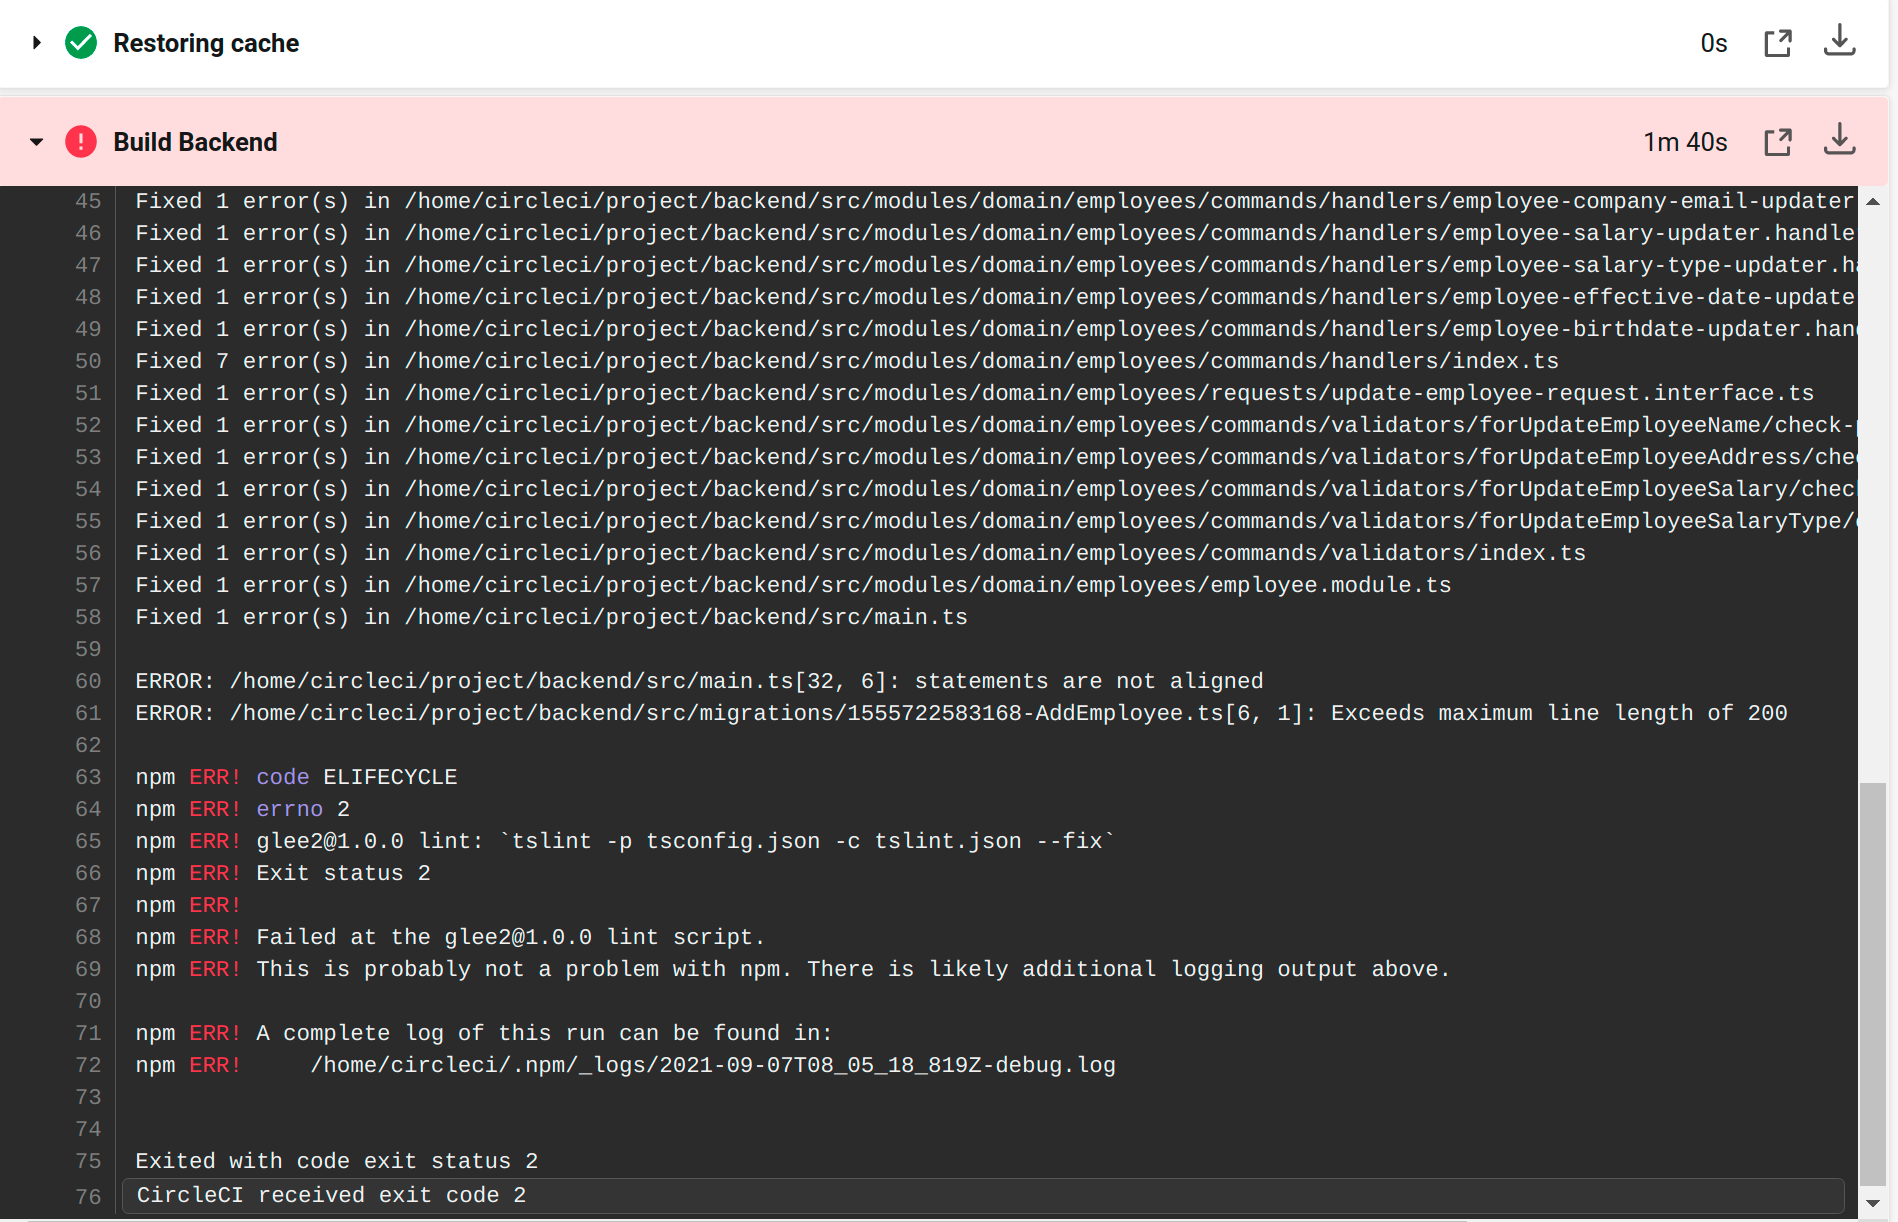 Restoring cache 0s
Build Backend 1m 40s
45 Fixed 1 error(s) in /home/circleci/project/backend/src/modules/domain/employees/commands/handlers/employee-company-email-updater
46 Fixed 1 error(s) in /home/circleci/project/backend/src/modules/domain/employees/commands/handlers/employee-salary-updater.handle
47 Fixed 1 error(s) in /home/circleci/project/backend/src/modules/domain/employees/commands/handlers/employee-salary-type-updater.ha
48 Fixed 1 error(s) in /home/circleci/project/backend/src/modules/domain/employees/commands/handlers/employee-effective-date-update
49 Fixed 1 error(s) in /home/circleci/project/backend/src/modules/domain/employees/commands/handlers/employee-birthdate-updater.han
50 Fixed 7 error(s) in /home/circleci/project/backend/src/modules/domain/employees/commands/handlers/index.ts
51 Fixed 1 error(s) in /home/circleci/project/backend/src/modules/domain/employees/requests/update-employee-request.interface.ts
52 Fixed 1 error(s) in /home/circleci/project/backend/src/modules/domain/employees/commands/validators/forUpdateEmployeeName/check-
53 Fixed 1 error(s) in /home/circleci/project/backend/src/modules/domain/employees/commands/validators/forUpdateEmployeeAddress/che
54 Fixed 1 error(s) in /home/circleci/project/backend/src/modules/domain/employees/commands/validators/forUpdateEmployeeSalary/chec
55 Fixed 1 error(s) in /home/circleci/project/backend/src/modules/domain/employees/commands/validators/forUpdateEmployeeSalaryType/
56 Fixed 1 error(s) in /home/circleci/project/backend/src/modules/domain/employees/commands/validators/index.ts
57 Fixed 1 error(s) in /home/circleci/project/backend/src/modules/domain/employees/employee.module.ts
58 Fixed 1 error(s) in /home/circleci/project/backend/src/main.ts
59
60 ERROR: /home/circleci/project/backend/src/main.ts[32, 6]: statements are not aligned
61 ERROR: /home/circleci/project/backend/src/migrations/1555722583168-AddEmployee.ts[6, 1]: Exceeds maximum line length of 200
62
63 npm ERR! code ELIFECYCLE
64 npm ERR! errno 2
65 npm ERR! glee2@1.0.0 lint: `tslint -p tsconfig.json -c tslint.json --fix`
66 npm ERR! Exit status 2
67 npm ERR!
68 npm ERR! Failed at the glee2@1.0.0 lint script.
69 npm ERR! This is probably not a problem with npm. There is likely additional logging output above.
70
71 npm ERR! A complete log of this run can be found in:
72 npm ERR!     /home/circleci/.npm/_logs/2021-09-07T08_05_18_819Z-debug.log
73
74
75 Exited with code exit status 2
76 CircleCI received exit code 2